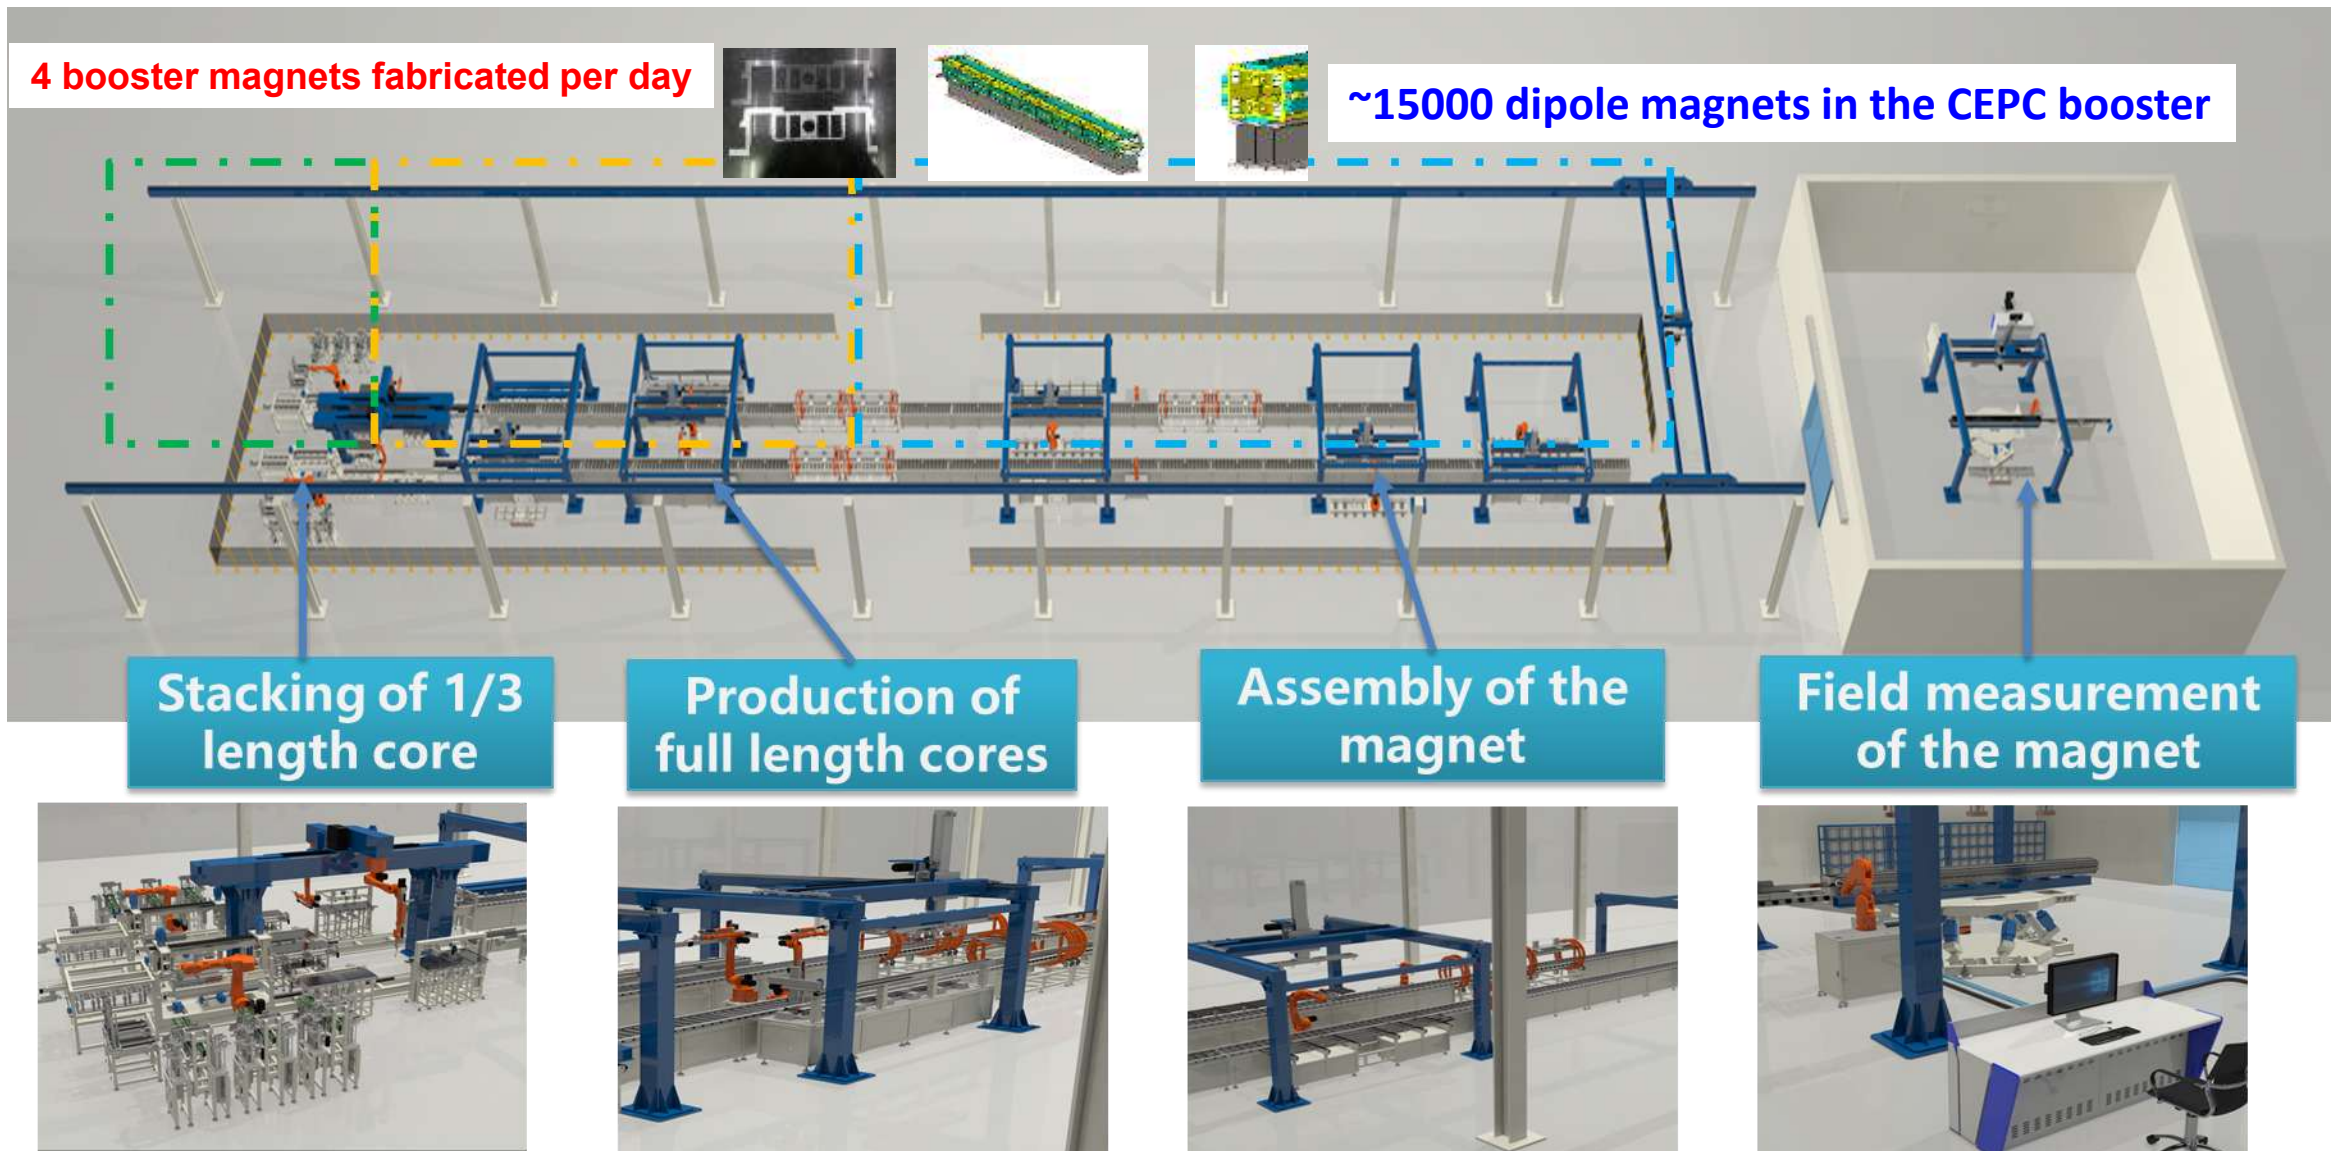 4 booster magnets fabricated per day
~15000 dipole magnets in the CEPC booster
Stacking of 1/3
length core
Production of
full length cores
Assembly of the
magnet
Field measurement
of the magnet